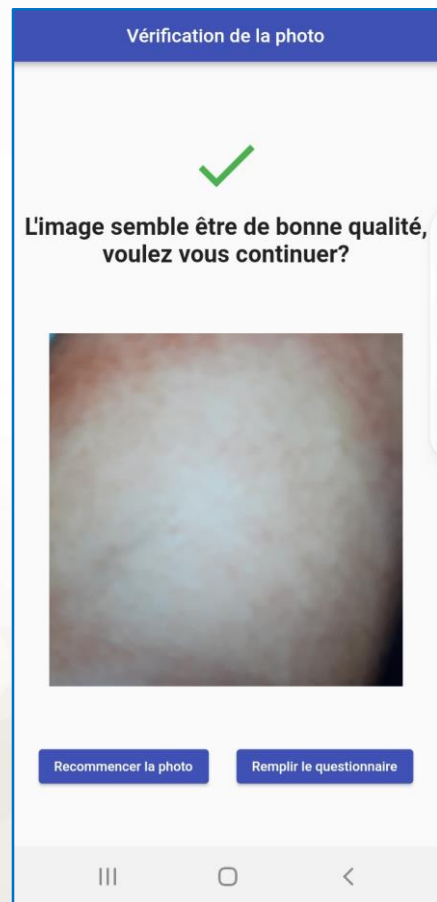 Vérification de la photo
L'image semble être de bonne qualité,
voulez vous continuer?
Recommencer la photo
Remplir le questionnaire